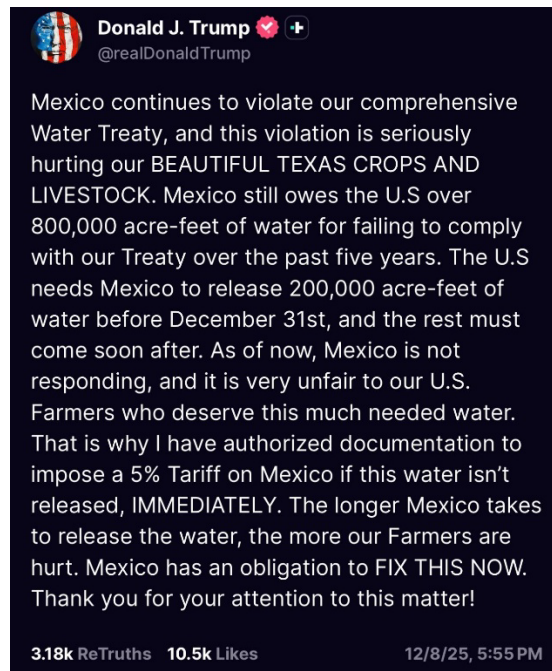 Donald J. Trump
@realDonaldTrump
Mexico continues to violate our comprehensive
Water Treaty, and this violation is seriously
hurting our BEAUTIFUL TEXAS CROPS AND
LIVESTOCK. Mexico still owes the U.S over
800,000 acre-feet of water for failing to comply
with our Treaty over the past five years. The U.S
needs Mexico to release 200,000 acre-feet of
water before December 31st, and the rest must
come soon after. As of now, Mexico is not
responding, and it is very unfair to our U.S.
Farmers who deserve this much needed water.
That is why I have authorized documentation to
impose a 5% Tariff on Mexico if this water isn’t
released, IMMEDIATELY. The longer Mexico takes
to release the water, the more our Farmers are
hurt. Mexico has an obligation to FIX THIS NOW.
Thank you for your attention to this matter!
3.18k ReTruths 10.5k Likes 12/8/25, 5:55 PM